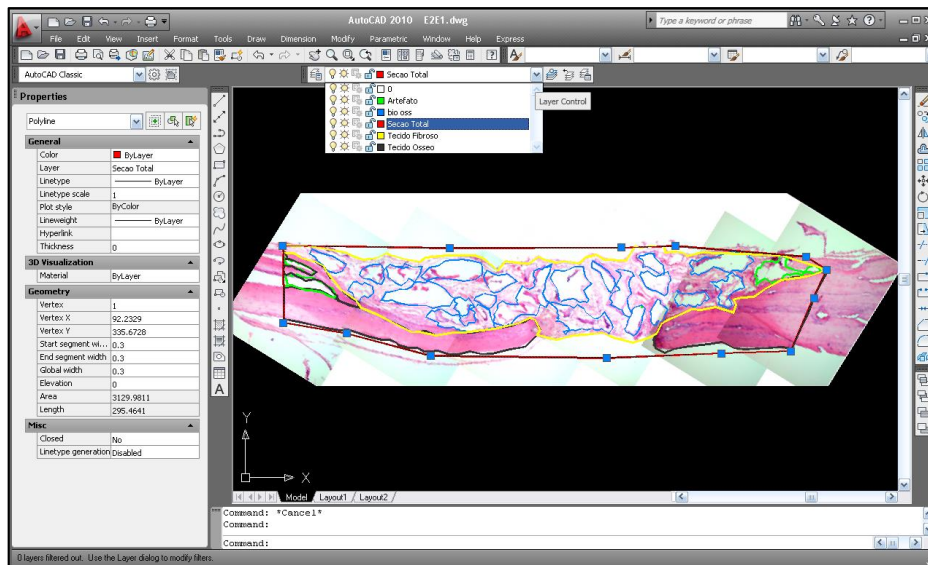 AutoCAD 2010 E2E1.dwg
Type a keyword or phrase
File Edit View Insert Format Tools Draw Dimension Modify Parametric Window Help Express
AutoCAD Classic
Secao Total
0
Artefato
bio oss
Secao Total
Tecido Fibroso
Tecido Osseo
Layer Control
Properties
Polyline
General
Color ByLayer
Layer Secao Total
Linetype ByLayer
Linetype scale 1
Plot style ByColor
Lineweight ByLayer
Hyperlink
Thickness 0
3D Visualization
Material ByLayer
Geometry
Vertex 1
Vertex X 92.2329
Vertex Y 335.6728
Start segment wi... 0.3
End segment width 0.3
Global width 0.3
Elevation 0
Area 3129.9811
Length 295.4641
Misc
Closed No
Linetype generation Disabled
A
Y
X
Model Layout1 Layout2
Command: *Cancel*
Command:
Command:
0 layers filtered out. Use the Layer dialog to modify filters.